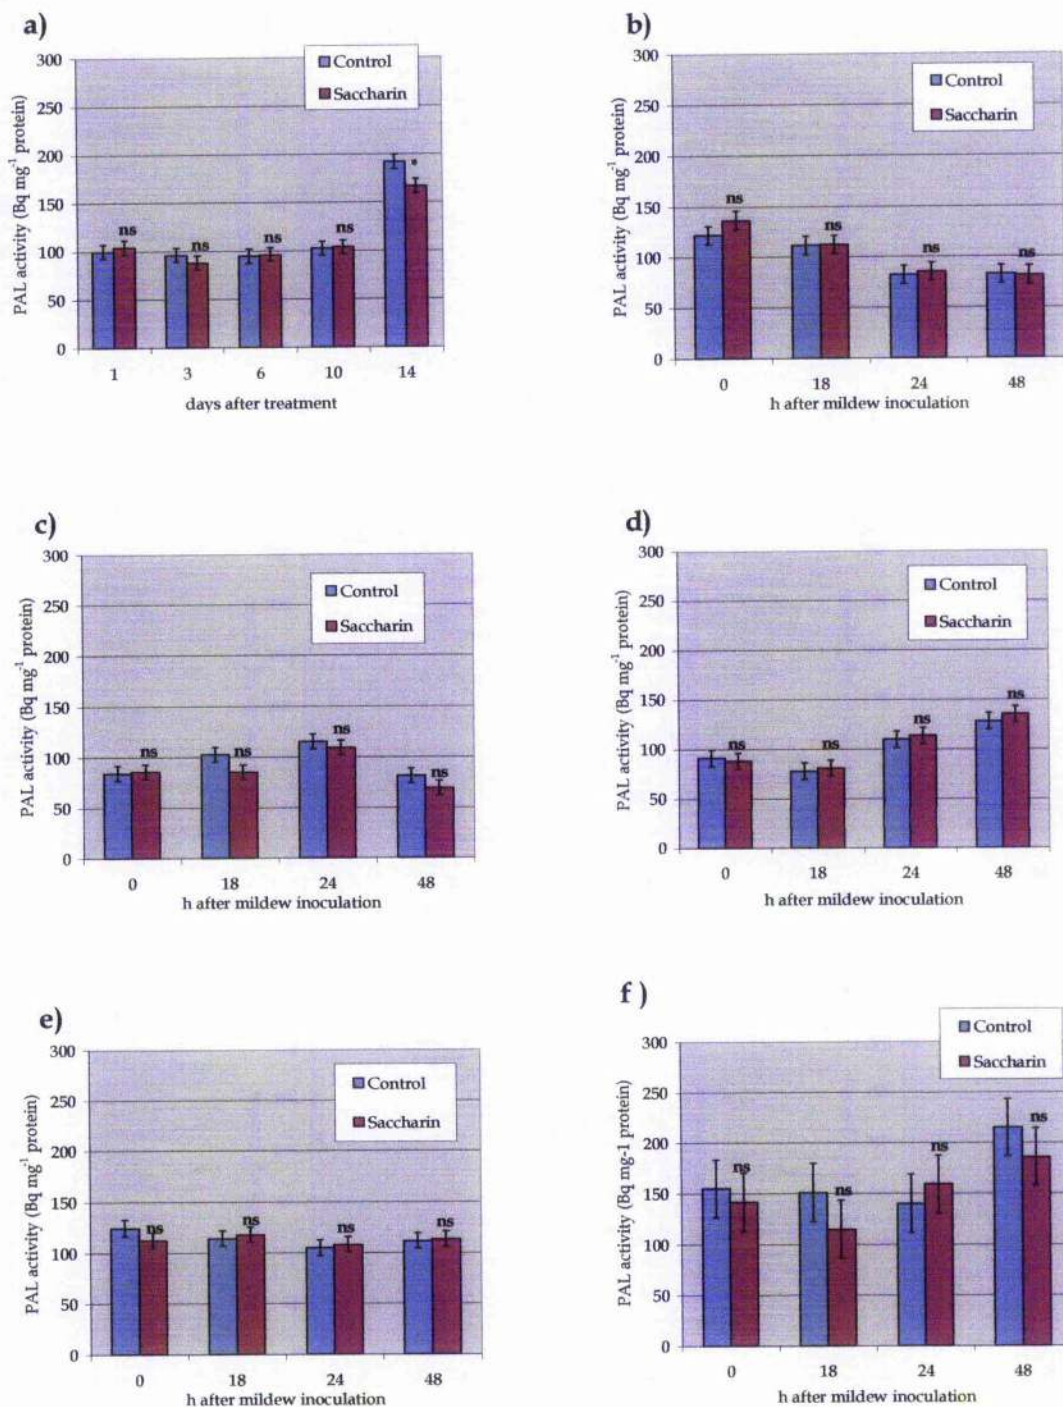 a)
Control
Saccharin
PAL activity (Bq mg⁻¹ protein)
300
250
200
150
100
50
0
ns
ns
ns
ns
*
1 3 6 10 14
days after treatment
b)
Control
Saccharin
PAL activity (Bq mg⁻¹ protein)
300
250
200
150
100
50
0
ns
ns
ns
ns
0 18 24 48
h after mildew inoculation
c)
Control
Saccharin
PAL activity (Bq mg⁻¹ protein)
300
250
200
150
100
50
0
ns
ns
ns
ns
0 18 24 48
h after mildew inoculation
d)
Control
Saccharin
PAL activity (Bq mg⁻¹ protein)
300
250
200
150
100
50
0
ns
ns
ns
ns
0 18 24 48
h after mildew inoculation
e)
Control
Saccharin
PAL activity (Bq mg⁻¹ protein)
300
250
200
150
100
50
0
ns
ns
ns
ns
0 18 24 48
h after mildew inoculation
f)
Control
Saccharin
PAL activity (Bq mg-1 protein)
300
250
200
150
100
50
0
ns
ns
ns
ns
0 18 24 48
h after mildew inoculation